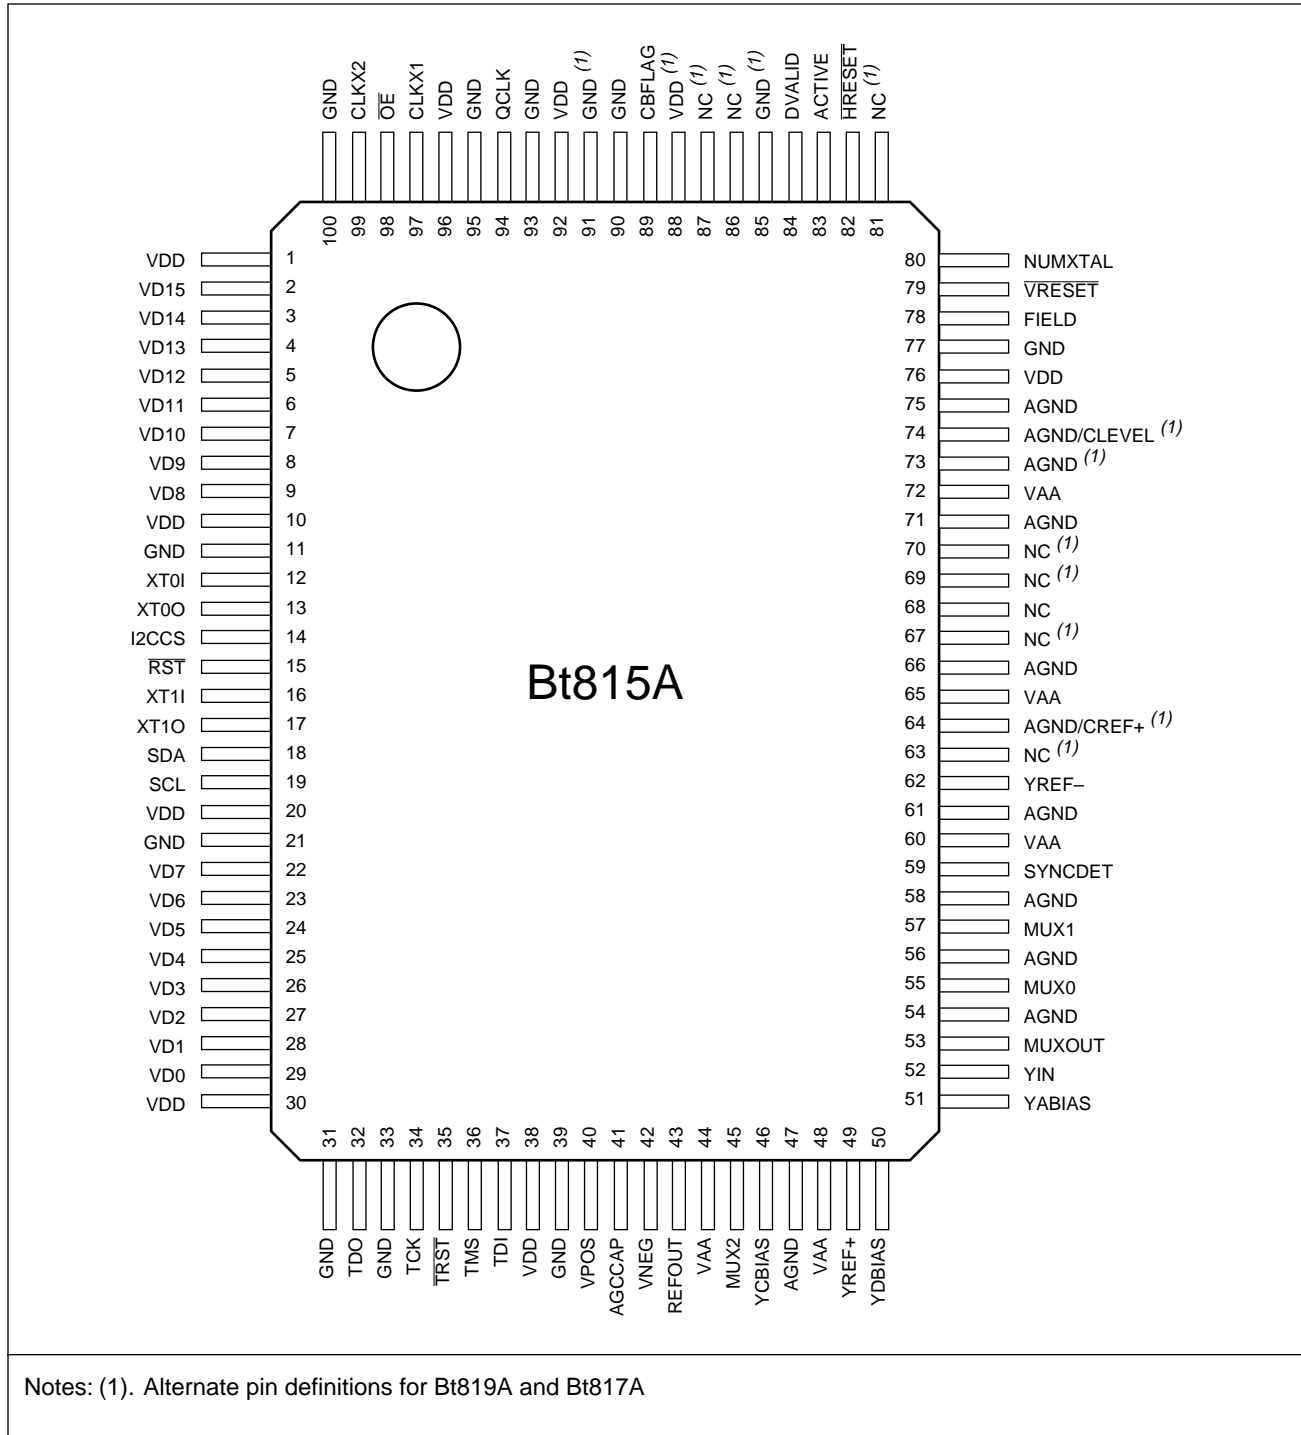 GND CLKX2 OE CLKX1 VDD GND QCLK GND VDD GND (1) GND CBFLAG VDD (1) NC (1) NC (1) GND (1) DVALID ACTIVE HRESET NC (1)
100 99 98 97 96 95 94 93 92 91 90 89 88 87 86 85 84 83 82 81
VDD 1 80 NUMXTAL
VD15 2 79 VRESET
VD14 3 78 FIELD
VD13 4 77 GND
VD12 5 76 VDD
VD11 6 75 AGND
VD10 7 74 AGND/CLEVEL (1)
VD9 8 73 AGND (1)
VD8 9 72 VAA
VDD 10 71 AGND
GND 11 70 NC (1)
XT0I 12 69 NC (1)
XT0O 13 68 NC
I2CCS 14 67 NC (1)
RST 15 66 AGND
Bt815A
XT1I 16 65 VAA
XT1O 17 64 AGND/CREF+ (1)
SDA 18 63 NC (1)
SCL 19 62 YREF–
VDD 20 61 AGND
GND 21 60 VAA
VD7 22 59 SYNCDET
VD6 23 58 AGND
VD5 24 57 MUX1
VD4 25 56 AGND
VD3 26 55 MUX0
VD2 27 54 AGND
VD1 28 53 MUXOUT
VD0 29 52 YIN
VDD 30 51 YABIAS
31 32 33 34 35 36 37 38 39 40 41 42 43 44 45 46 47 48 49 50
GND TDO GND TCK TRST TMS TDI VDD GND VPOS AGCCAP VNEG REFOUT VAA MUX2 YCBIAS AGND VAA YREF+ YDBIAS
Notes: (1). Alternate pin definitions for Bt819A and Bt817A